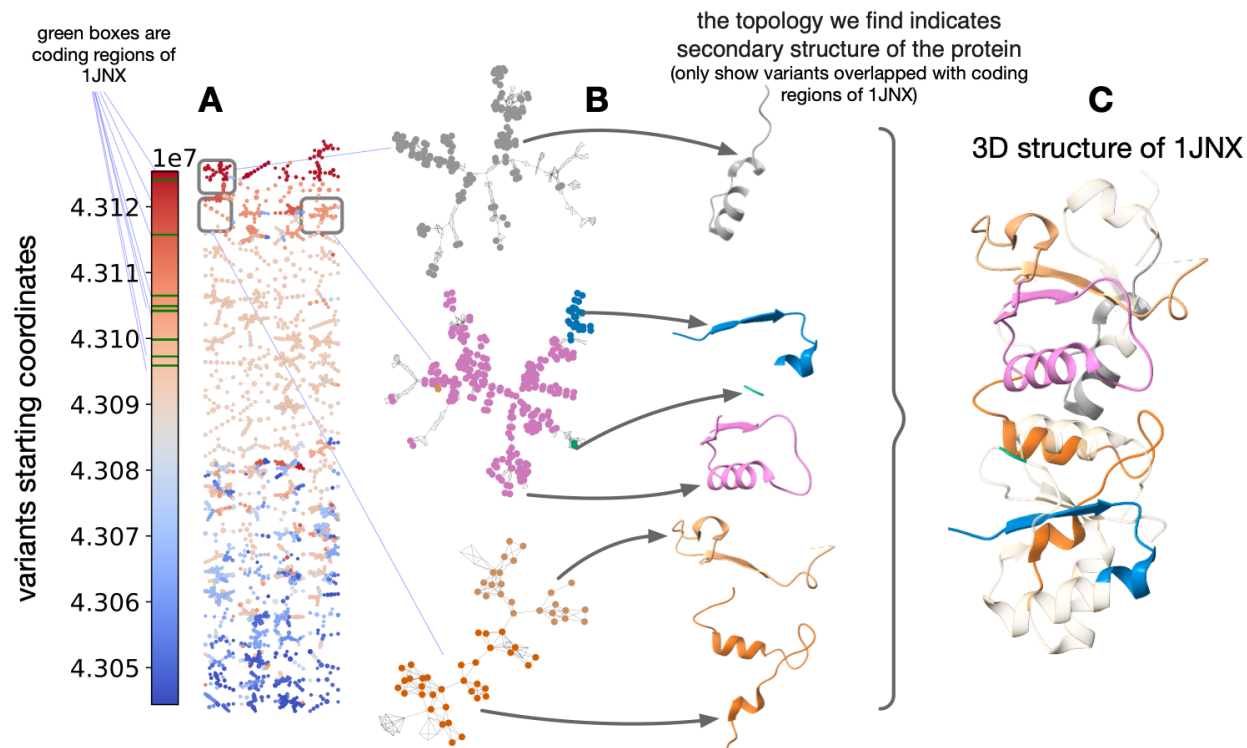 green boxes are
coding regions of
1JNX
the topology we find indicates
secondary structure of the protein
(only show variants overlapped with coding
regions of 1JNX)
A
B
C
3D structure of 1JNX
1e7
variants starting coordinates
4.312
4.311
4.310
4.309
4.308
4.307
4.306
4.305